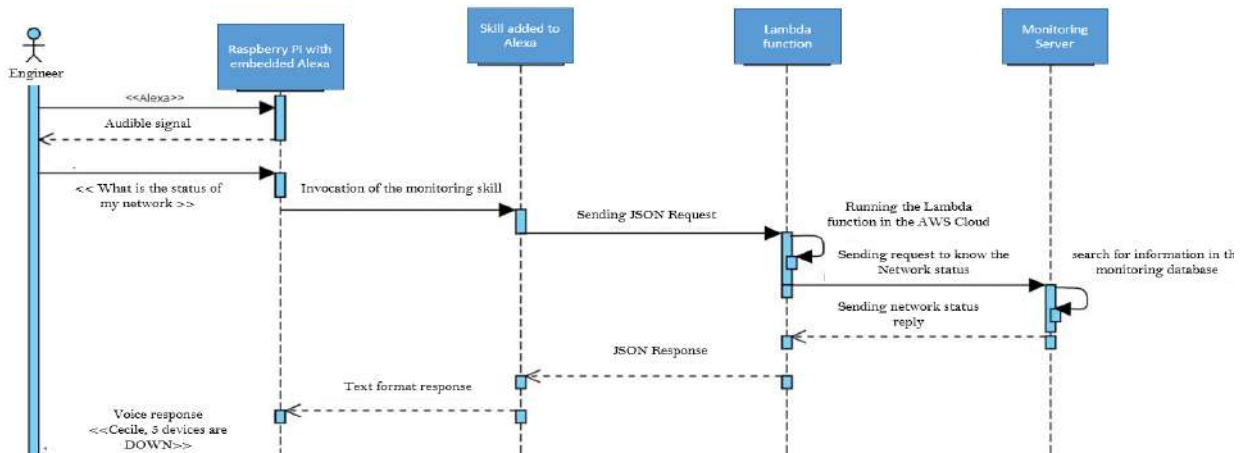 Engineer
Raspberry Pi with
embedded Alexa
Skill added to
Alexa
Lambda
function
Monitoring
Server
<<Alexa>>
Audible signal
<< What is the status of
my network >>
Invocation of the monitoring skill
Sending JSON Request
Running the Lambda
function in the AWS Cloud
Sending request to know the
Network status
search for information in th
monitoring database
Sending network status
reply
JSON Response
Text format response
Voice response
<<Cecile, 5 devices are
DOWN>>